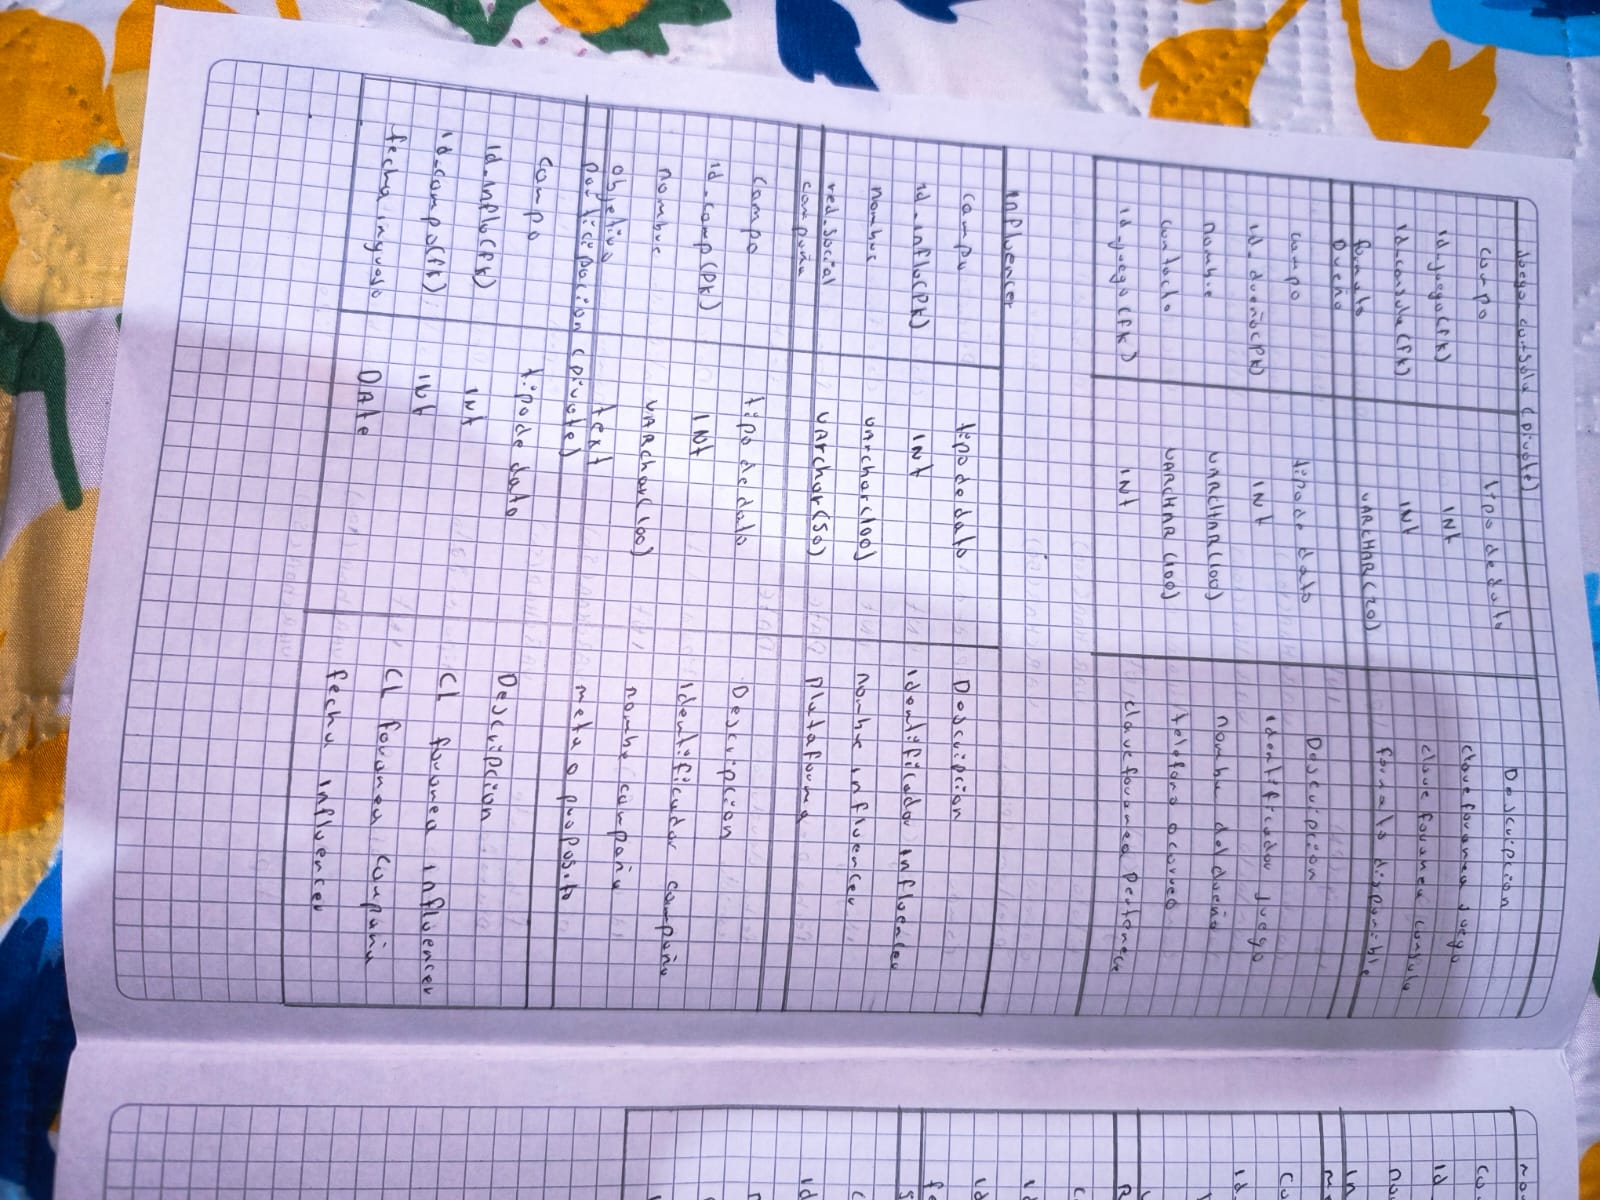 Juego consola (pivote)
campo tipo de dato Descripcion
id_juego (fk) INt clave foranea juego
id_consola (fk) INt clave foranea consola
formato VARCHAR(20) formato disponible
Dueño
campo tipo de dato Descripcion
id_dueño(PK) INt identificador juego
nombre VARCHAR(100) nombre del dueño
contacto VARCHAR (100) telefono o correo
id_juego (fk) INt clave foranea pertenece
Influencer
campo tipo de dato Descripcion
id_influ(PK) INt identificador influencer
nombre varchar(100) nombre influencer
red_social VArchar(50) plataforma
campaña
campo tipo de dato Descripcion
id_camp(PK) INt identificador campaña
nombre VARchar(100) nombre campaña
objetivo text meta o proposito
participacion (pivote)
campo tipo de dato Descripcion
id_influ(fk) INt Cl foranea influencer
id_campo(fk) INt Cl foranea campaña
fecha ingreso DAte fecha influencer